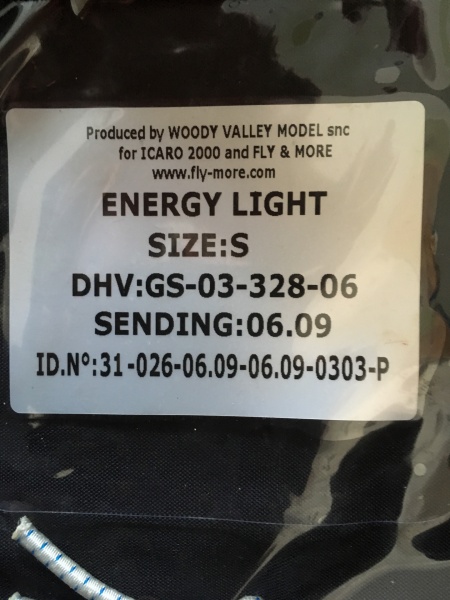 Produced by WOODY VALLEY MODEL snc
for ICARO 2000 and FLY & MORE
www.fly-more.com
ENERGY LIGHT
SIZE:S
DHV:GS-03-328-06
SENDING:06.09
ID.Nº:31-026-06.09-06.09-0303-P